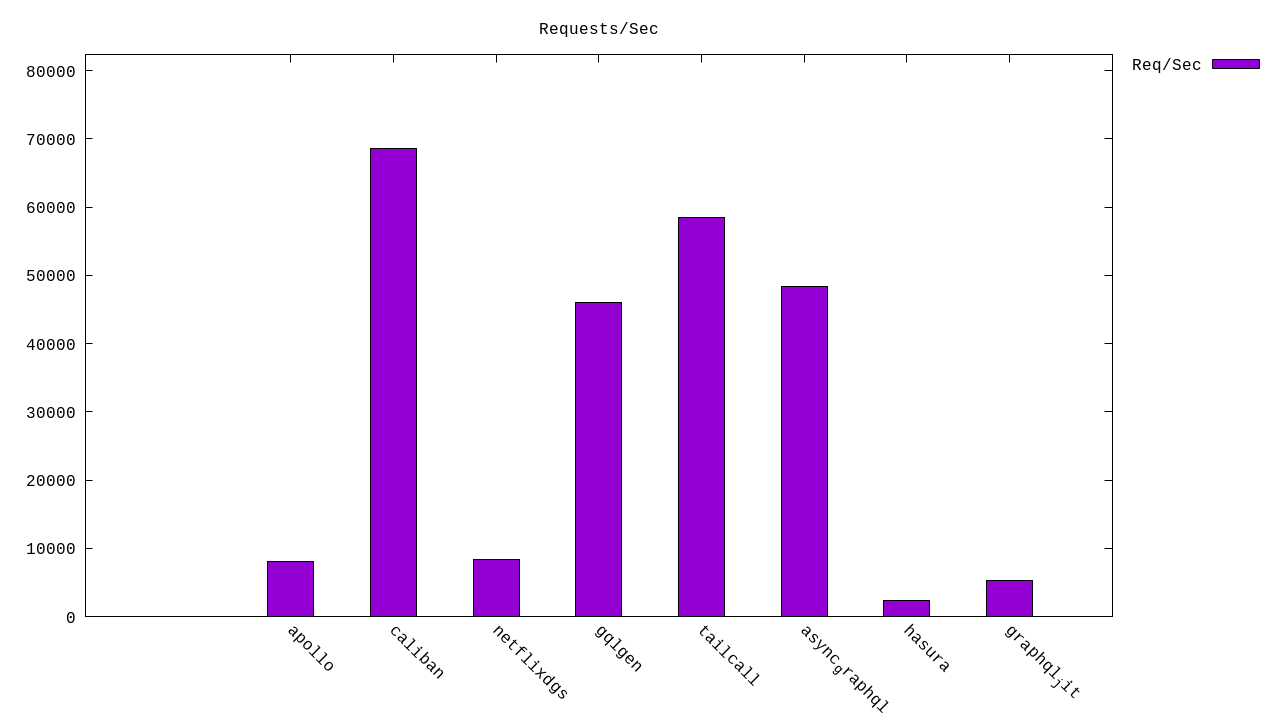 Requests/Sec
Req/Sec
80000
70000
60000
50000
40000
30000
20000
10000
0
apollo
caliban
netflixdgs
gqlgen
tailcall
async_graphql
hasura
graphql_jit